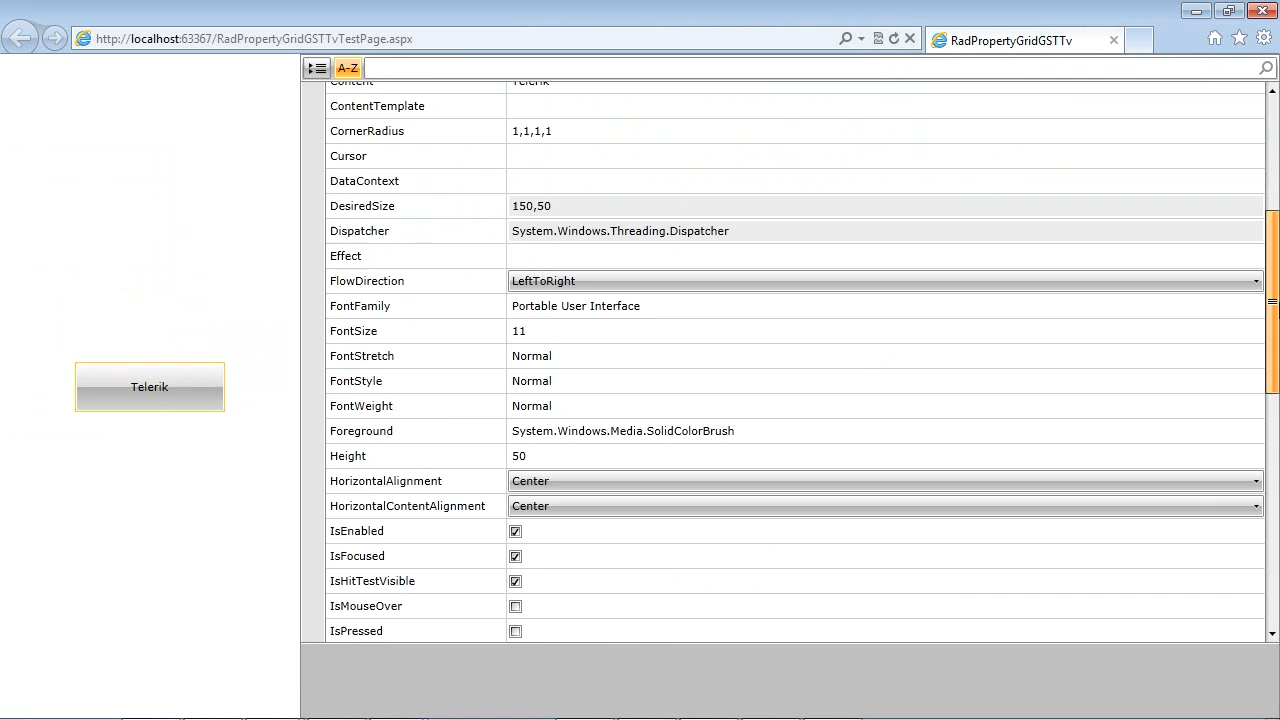 http://localhost:63367/RadPropertyGridGSTTvTestPage.aspx
RadPropertyGridGSTTv
A-Z
Content Telerik
ContentTemplate
CornerRadius 1,1,1,1
Cursor
DataContext
DesiredSize 150,50
Dispatcher System.Windows.Threading.Dispatcher
Effect
FlowDirection LeftToRight
FontFamily Portable User Interface
FontSize 11
FontStretch Normal
FontStyle Normal
FontWeight Normal
Foreground System.Windows.Media.SolidColorBrush
Height 50
HorizontalAlignment Center
HorizontalContentAlignment Center
IsEnabled
IsFocused
IsHitTestVisible
IsMouseOver
IsPressed
Telerik